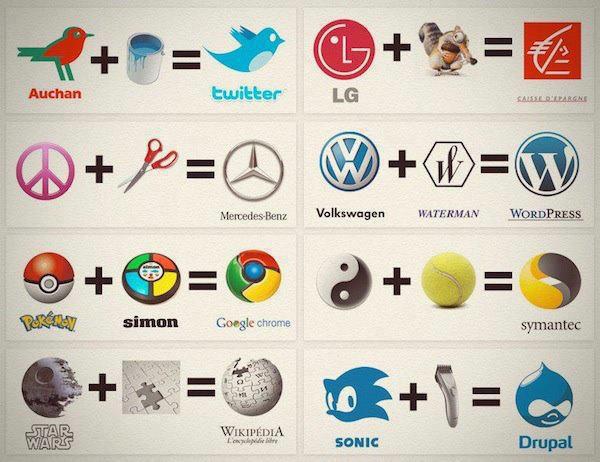 Auchan
twitter
LG
CAISSE D'EPARGNE
Mercedes-Benz
Volkswagen
WATERMAN
WORDPRESS
POKéMON
simon
simon
Google chrome
symantec
STAR
WARS
WIKIPÉDIA
L'encyclopédie libre
SONIC
Drupal